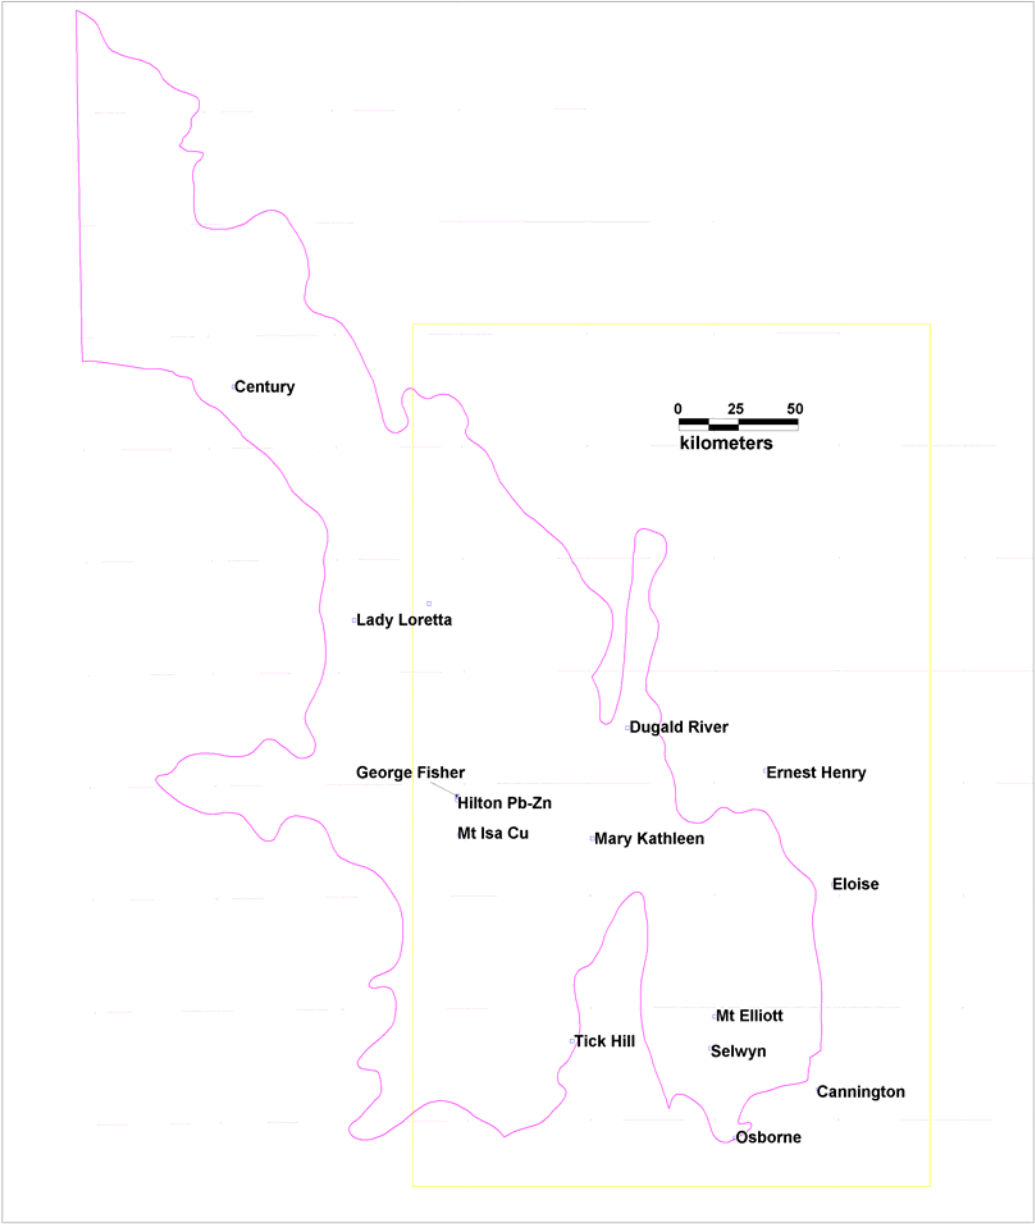 Century
0 25 50
kilometers
Lady Loretta
Dugald River
George Fisher
Ernest Henry
Hilton Pb-Zn
Mt Isa Cu
Mary Kathleen
Eloise
Mt Elliott
Tick Hill
Selwyn
Cannington
Osborne